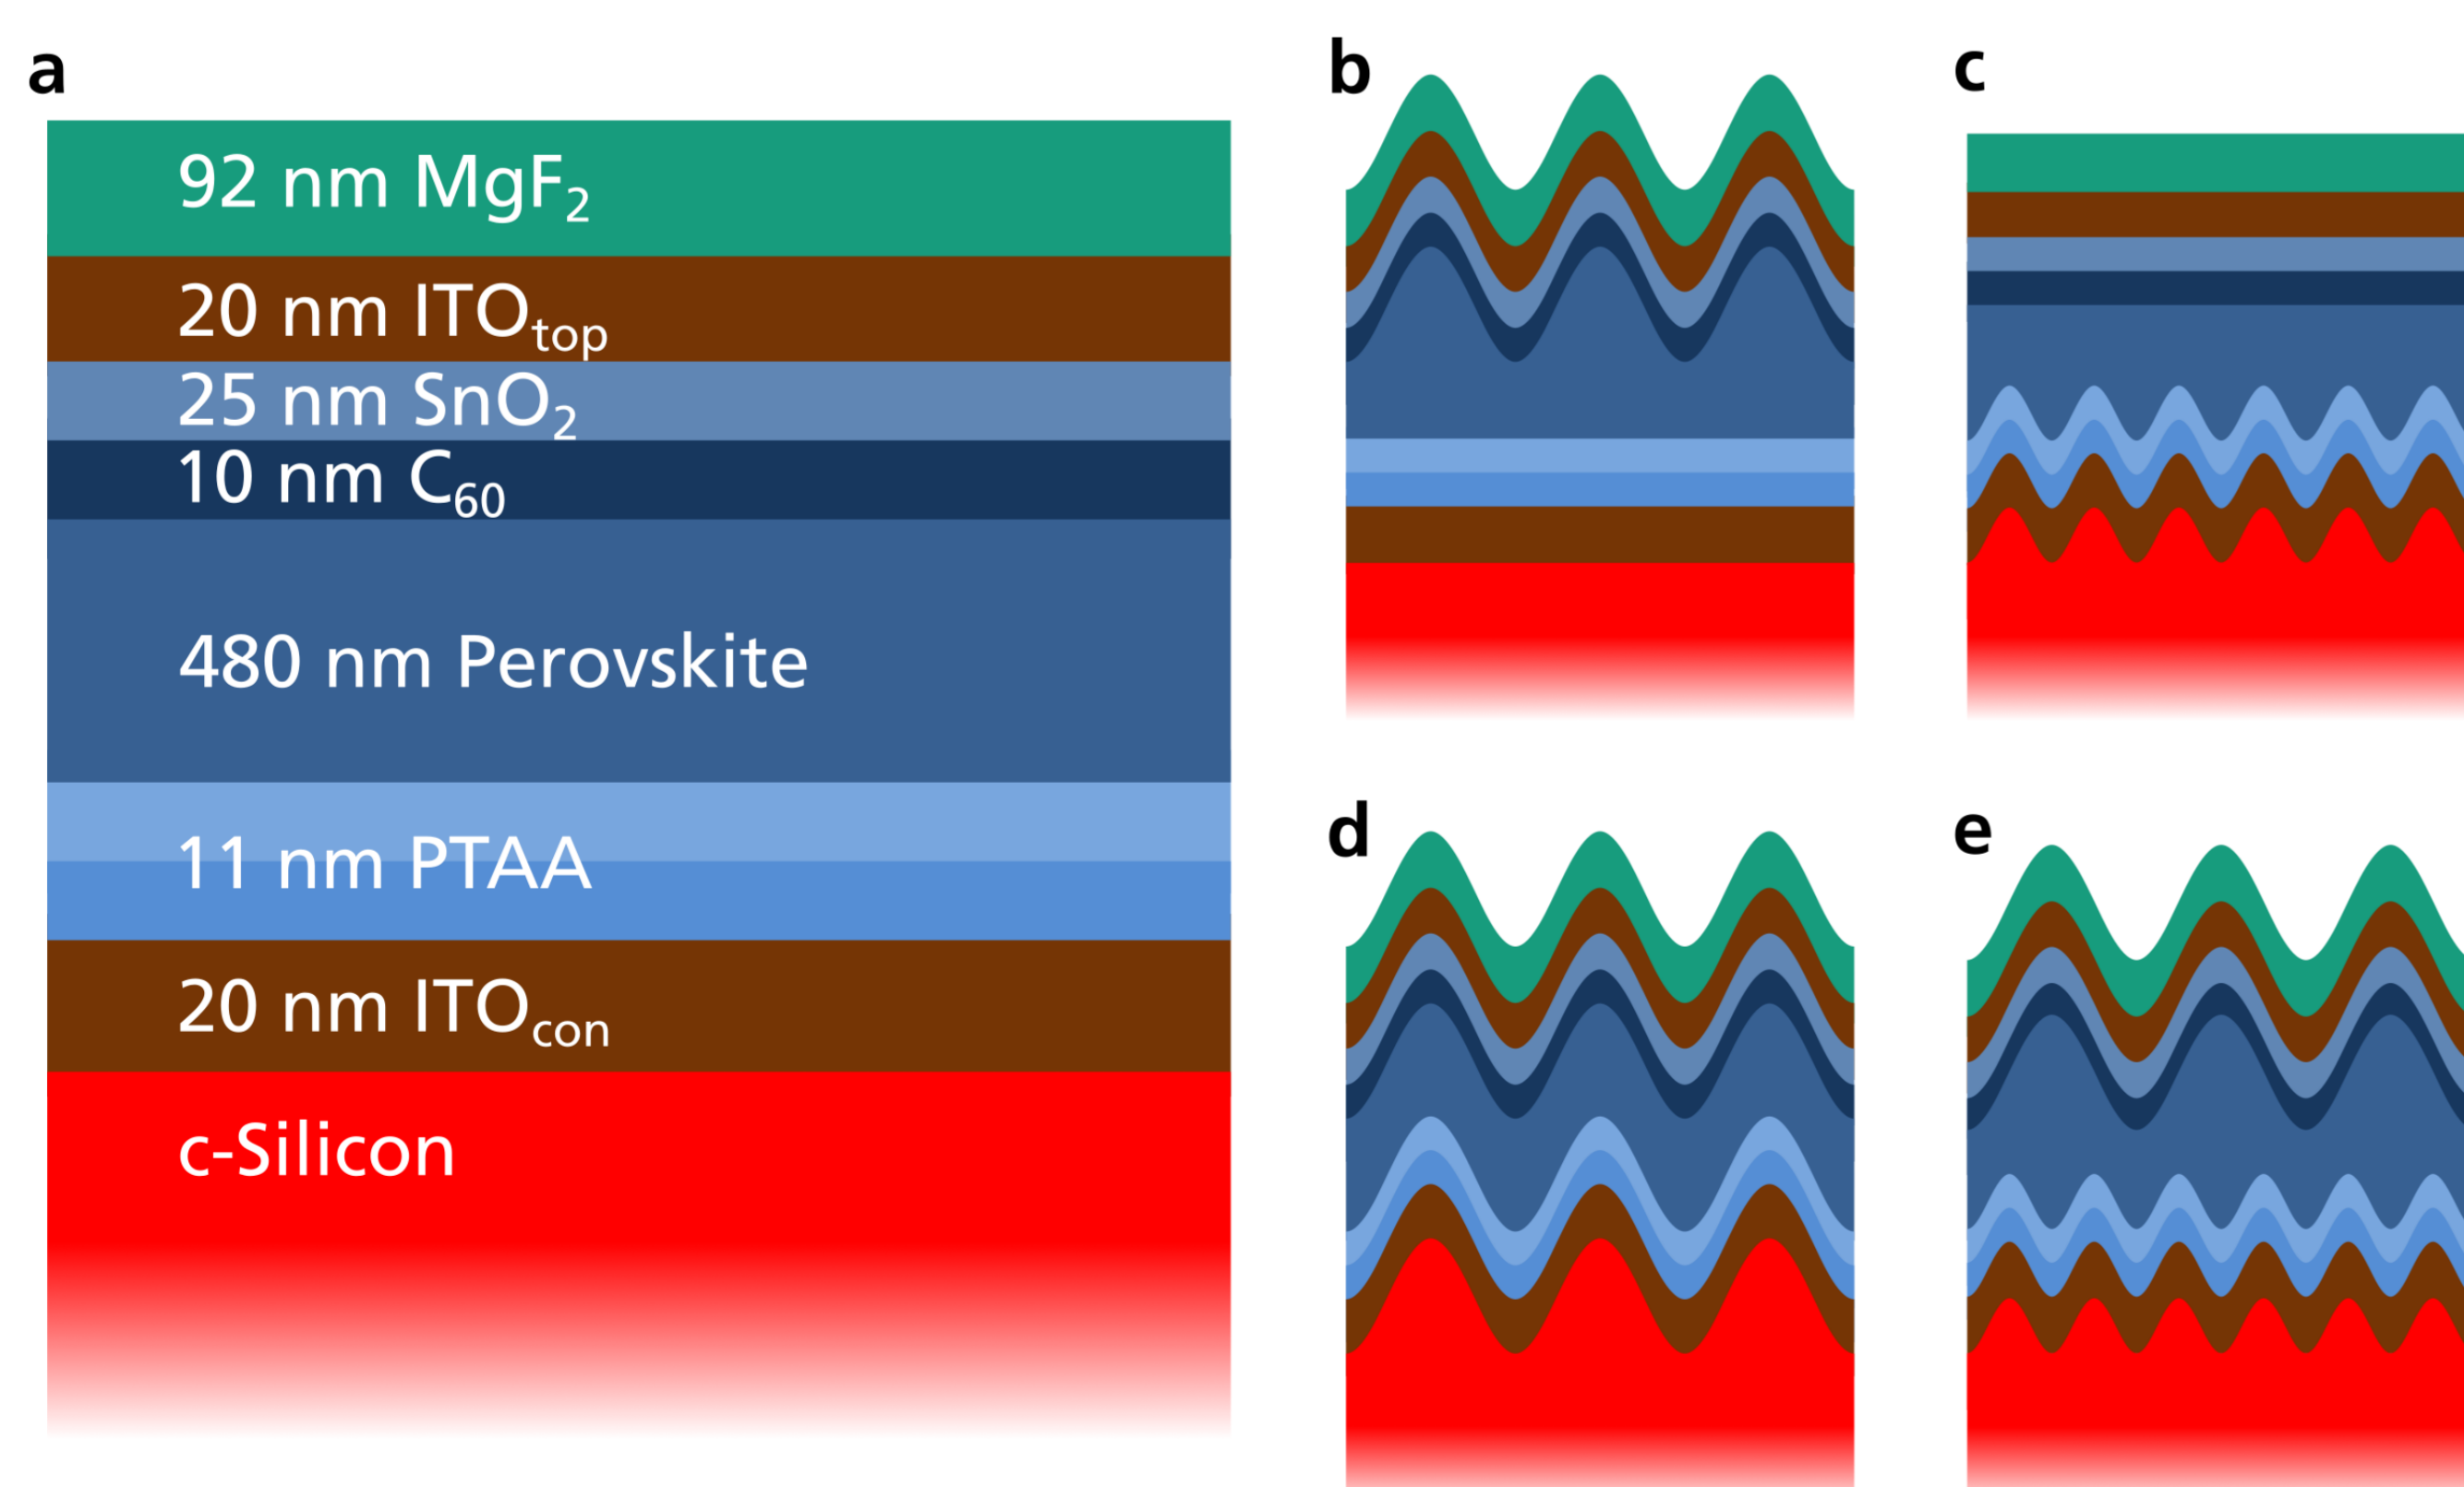 a
92 nm MgF₂
20 nm ITOtop
25 nm SnO₂
10 nm C₆₀
480 nm Perovskite
11 nm PTAA
20 nm ITOcon
c-Silicon
b
c
d
e